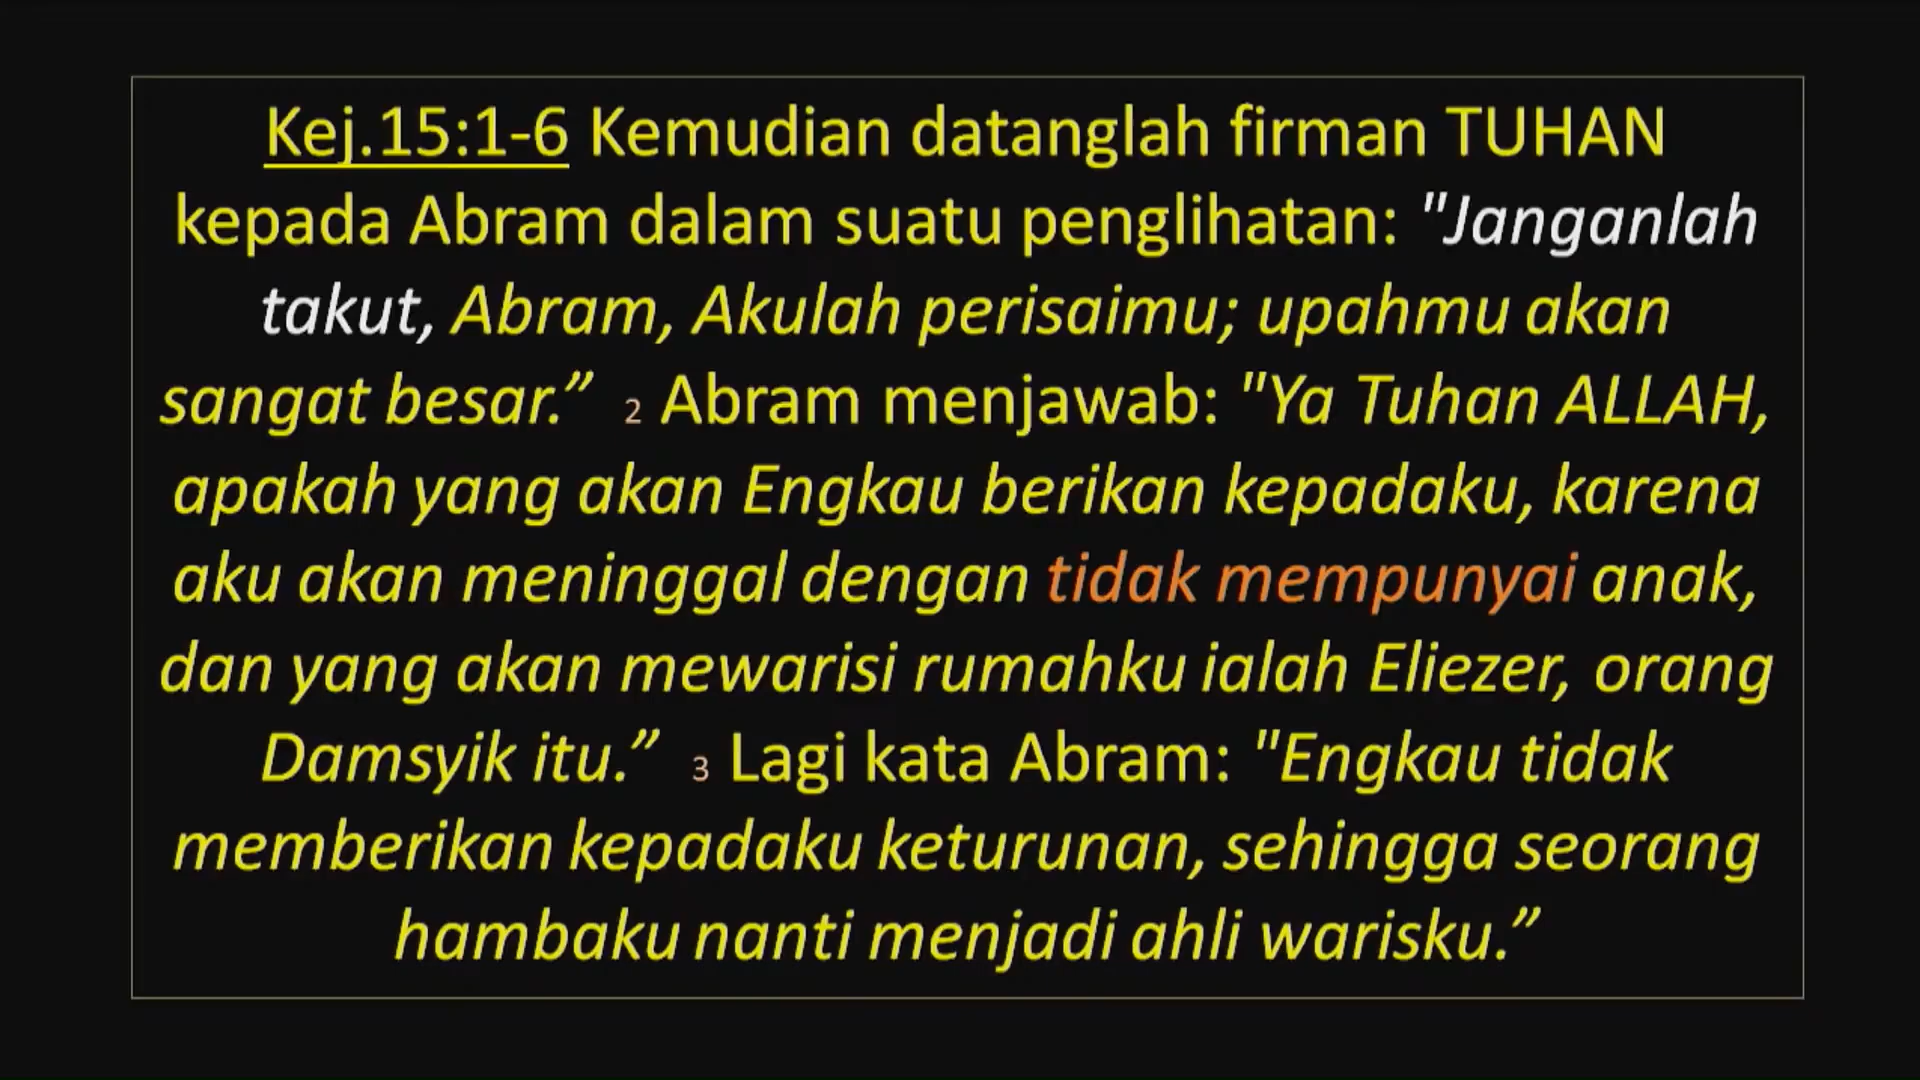 Kej.15:1-6 Kemudian datanglah firman TUHAN
kepada Abram dalam suatu penglihatan: "Janganlah
takut, Abram, Akulah perisaimu; upahmu akan
sangat besar.” 2 Abram menjawab: "Ya Tuhan ALLAH,
apakah yang akan Engkau berikan kepadaku, karena
aku akan meninggal dengan tidak mempunyai anak,
dan yang akan mewarisi rumahku ialah Eliezer, orang
Damsyik itu.” 3 Lagi kata Abram: "Engkau tidak
memberikan kepadaku keturunan, sehingga seorang
hambaku nanti menjadi ahli warisku.”